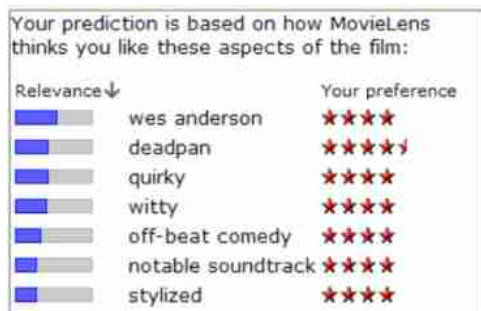 Your prediction is based on how MovieLens
thinks you like these aspects of the film:
Relevance↓ Your preference
wes anderson
deadpan
quirky
witty
off-beat comedy
notable soundtrack
stylized